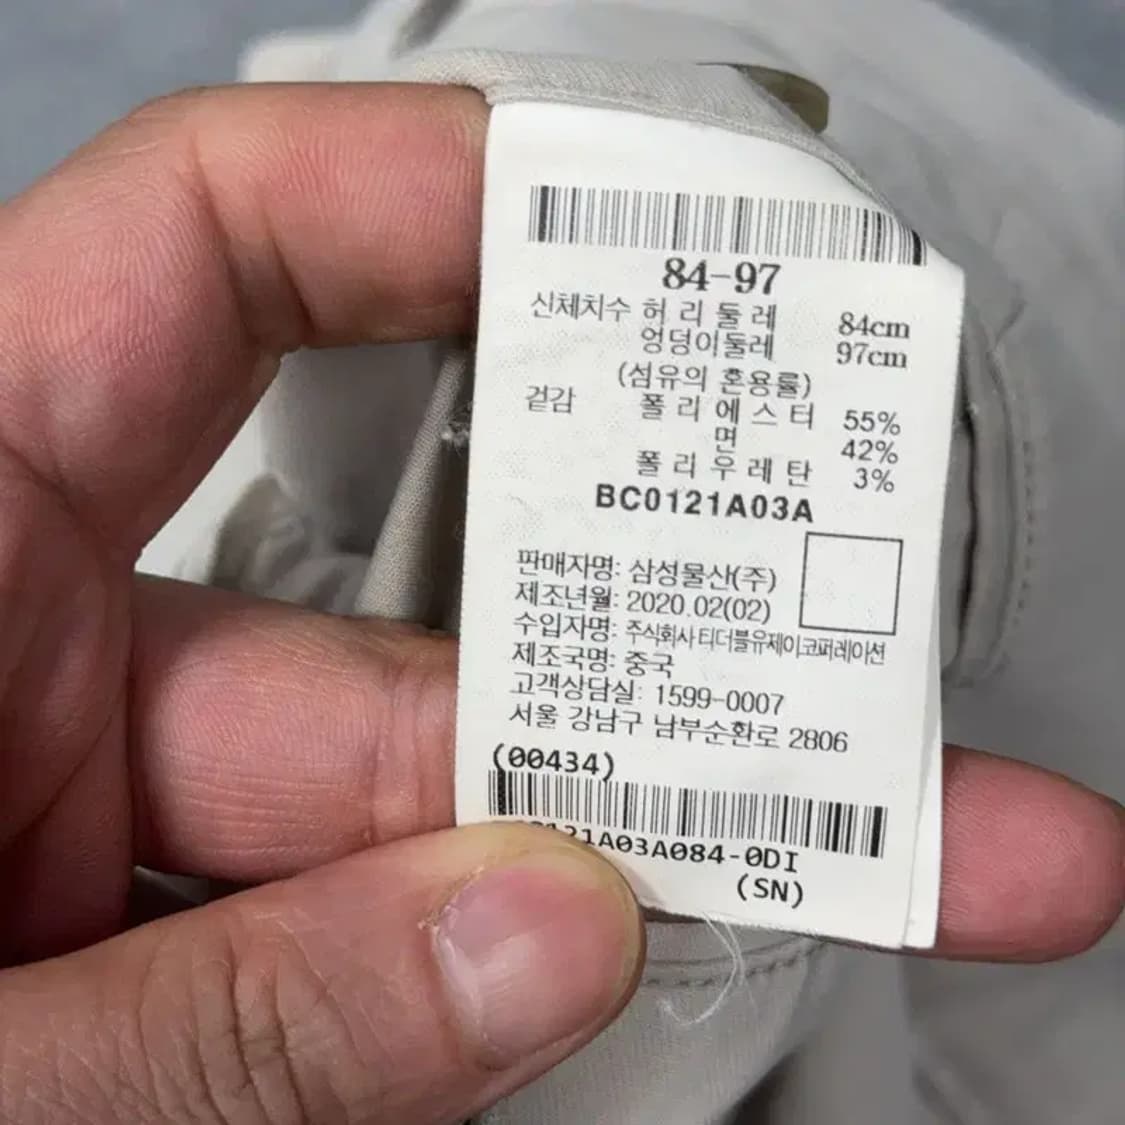 84-97
신체치수 허 리 둘 레 84cm
엉덩이둘레 97cm
(섬유의 혼용률)
겉감 폴 리 에 스 터 55%
면 42%
폴 리 우 레 탄 3%
BC0121A03A
판매자명: 삼성물산(주)
제조년월: 2020.02(02)
수입자명: 주식회사 티더블유제이코퍼레이션
제조국명: 중국
고객상담실: 1599-0007
서울 강남구 남부순환로 2806
(00434)
121A03A084-0DI
(SN)